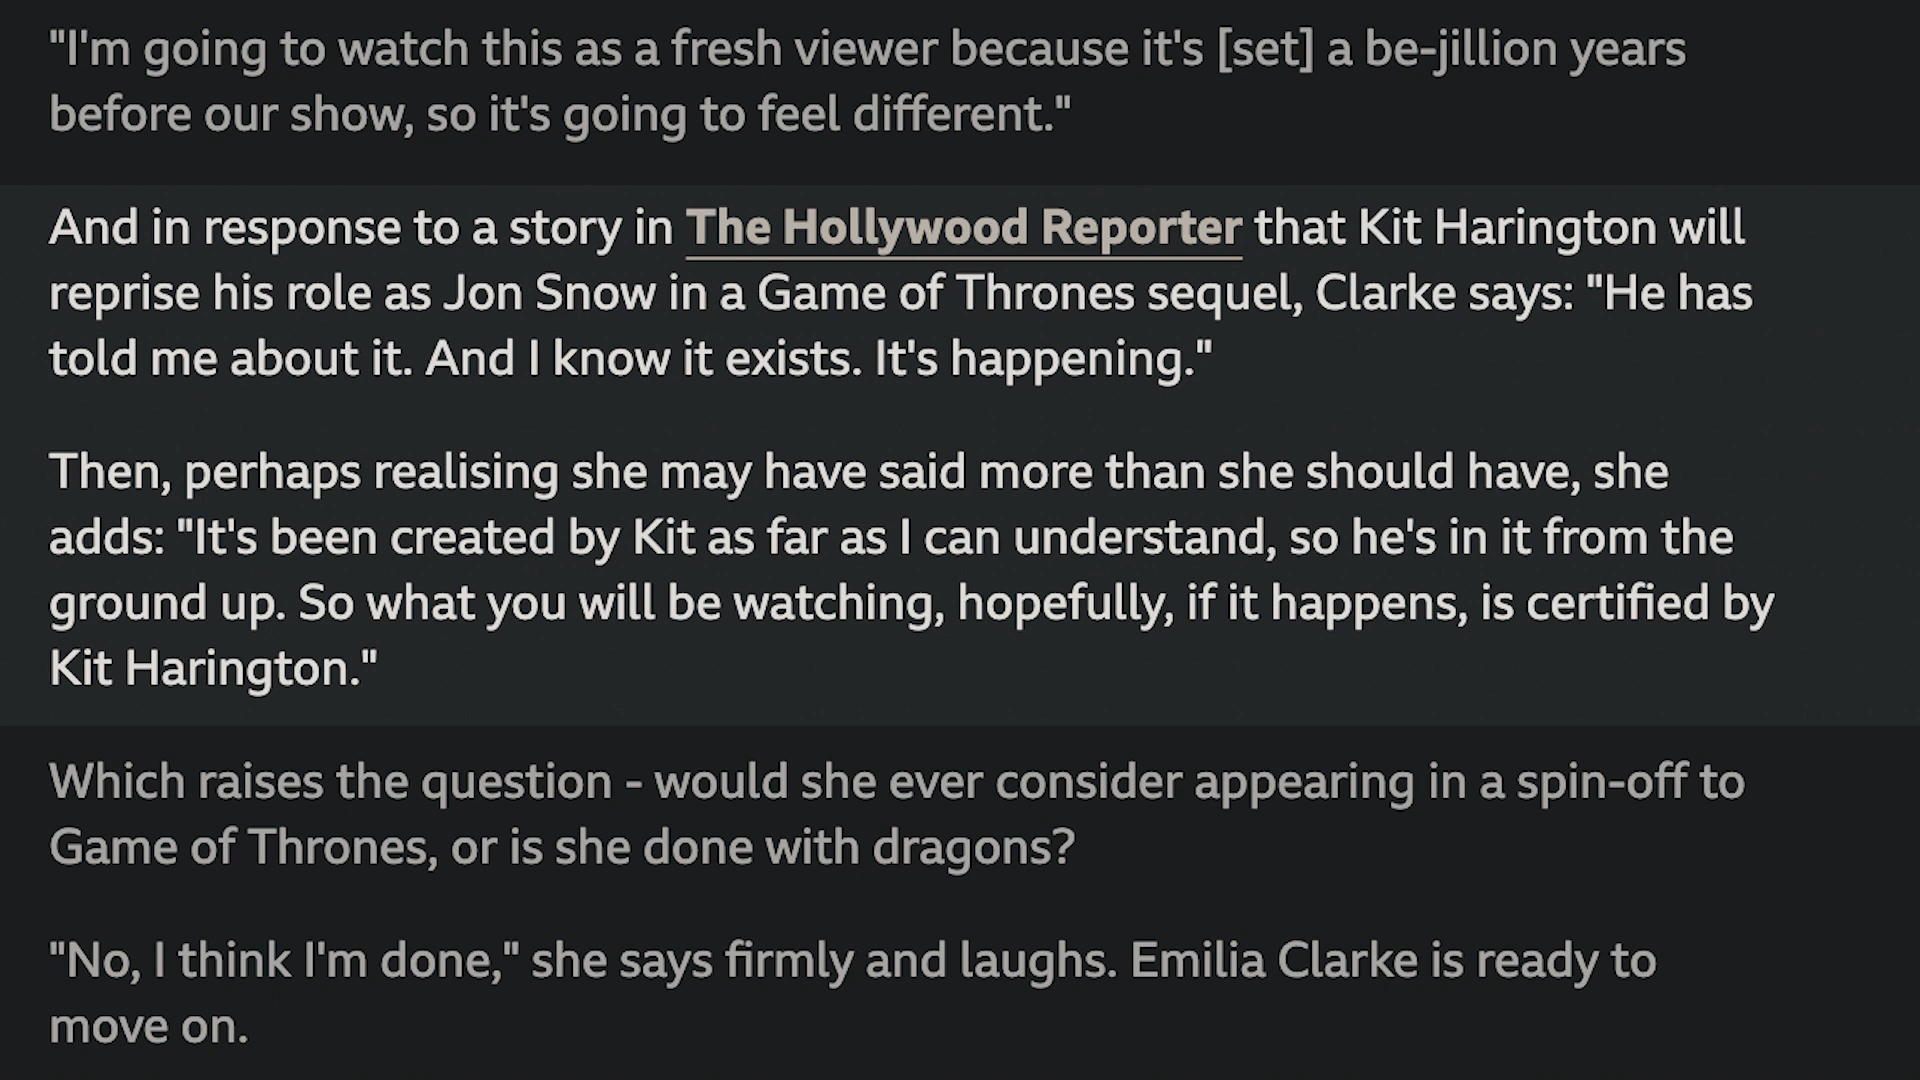 "I'm going to watch this as a fresh viewer because it's [set] a be-jillion years
before our show, so it's going to feel different."
And in response to a story in The Hollywood Reporter that Kit Harington will
reprise his role as Jon Snow in a Game of Thrones sequel, Clarke says: "He has
told me about it. And I know it exists. It's happening."
Then, perhaps realising she may have said more than she should have, she
adds: "It's been created by Kit as far as I can understand, so he's in it from the
ground up. So what you will be watching, hopefully, if it happens, is certified by
Kit Harington."
Which raises the question - would she ever consider appearing in a spin-off to
Game of Thrones, or is she done with dragons?
"No, I think I'm done," she says firmly and laughs. Emilia Clarke is ready to
move on.